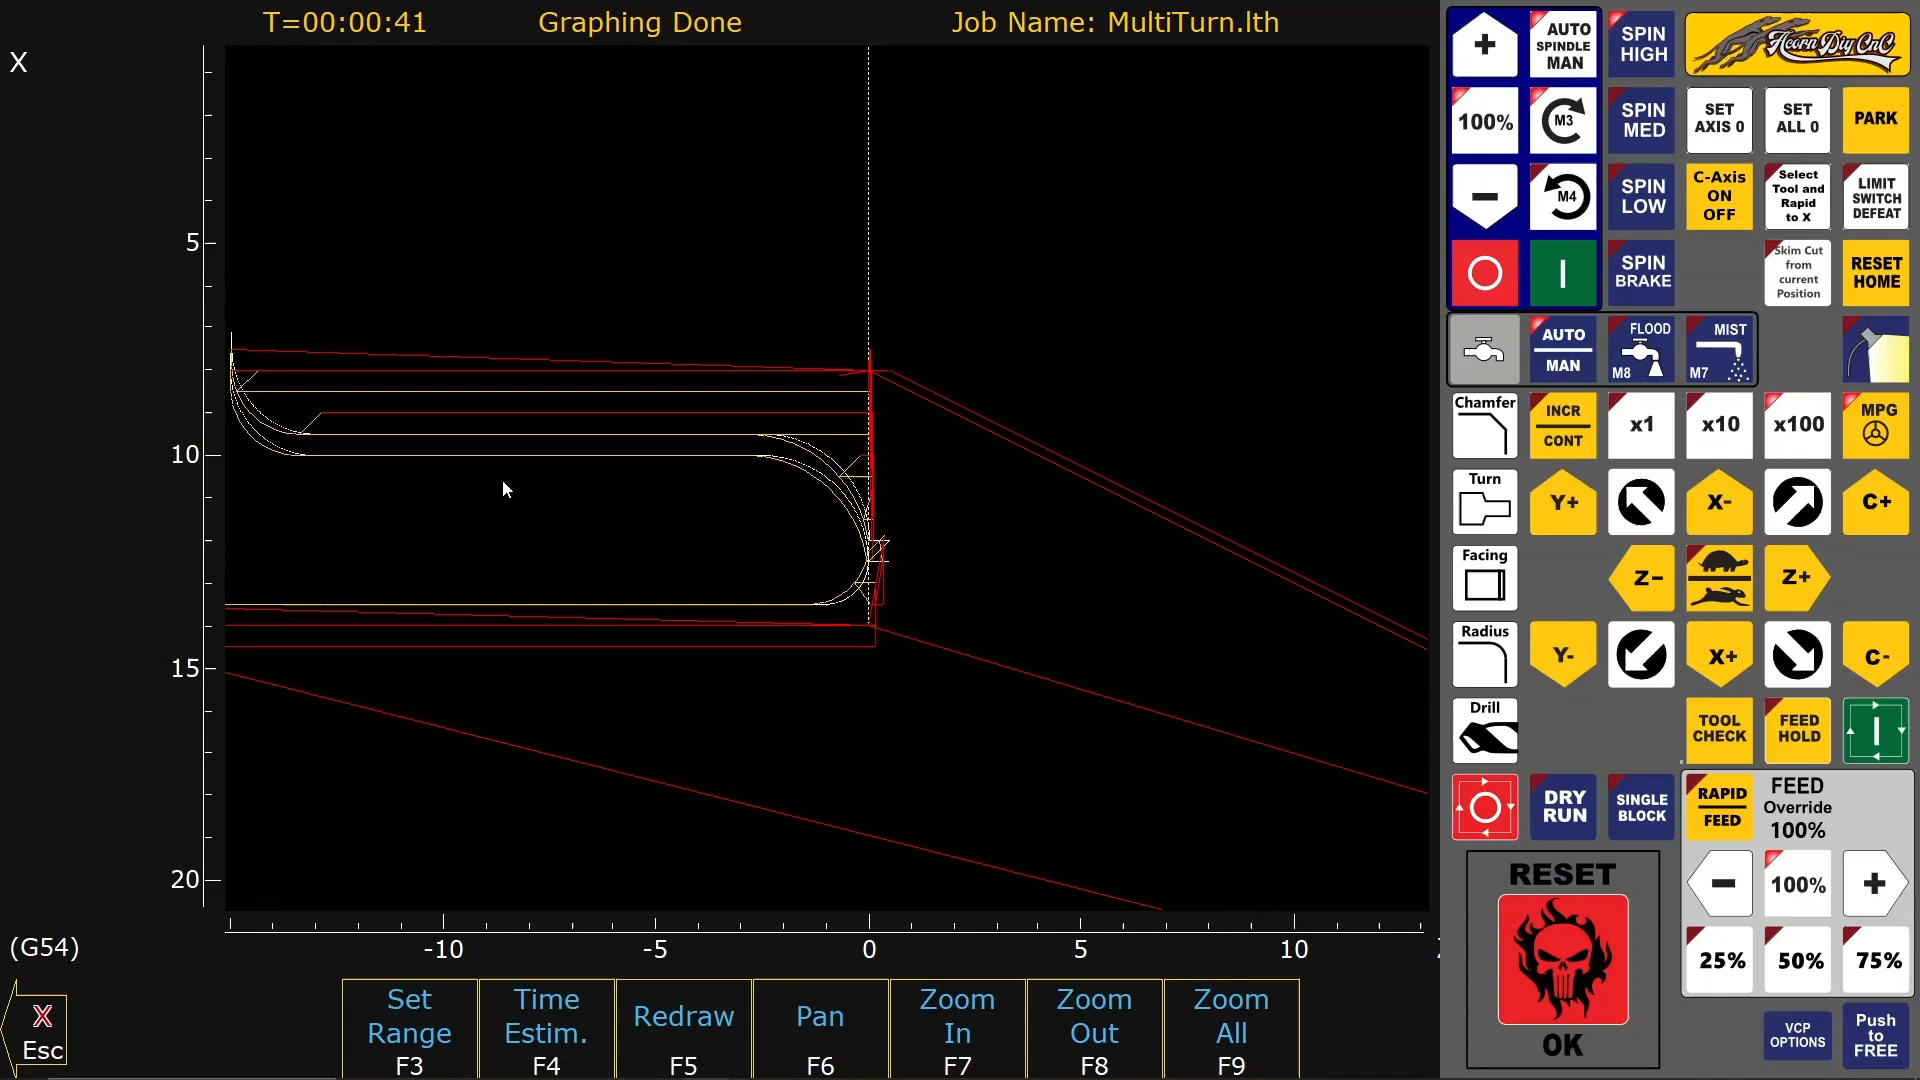 T=00:00:41 Graphing Done Job Name: MultiTurn.lth
X
5
10
15
20
-10 -5 0 5 10
(G54)
X
Esc
Set
Range
F3
Time
Estim.
F4
Redraw
F5
Pan
F6
Zoom
In
F7
Zoom
Out
F8
Zoom
All
F9
+
AUTO
SPINDLE
MAN
SPIN
HIGH
Acorn Diy CnC
100%
M3
SPIN
MED
SET
AXIS 0
SET
ALL 0
PARK
-
M4
SPIN
LOW
C-Axis
ON
OFF
Select
Tool and
Rapid
to X
LIMIT
SWITCH
DEFEAT
SPIN
BRAKE
Skim Cut
from
current
Position
RESET
HOME
AUTO
MAN
FLOOD
M8
MIST
M7
Chamfer
INCR
CONT
x1
x10
x100
MPG
Turn
Y+
X-
C+
Facing
Z-
Z+
Radius
Y-
X+
C-
Drill
TOOL
CHECK
FEED
HOLD
DRY
RUN
SINGLE
BLOCK
RAPID
FEED
FEED
Override
100%
RESET
OK
-
100%
+
25%
50%
75%
VCP
OPTIONS
Push
to
FREE